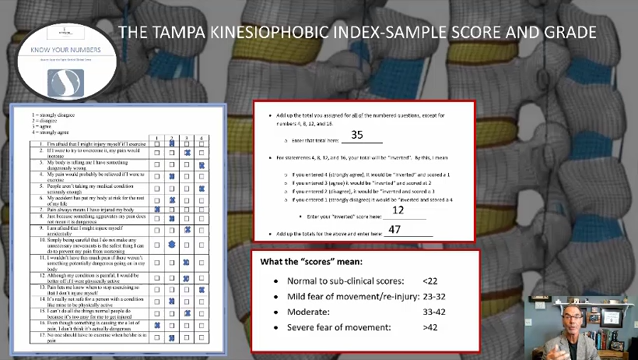 THE TAMPA KINESIOPHOBIC INDEX-SAMPLE SCORE AND GRADE
KNOW YOUR NUMBERS
1 = strongly disagree
2 = disagree
3 = agree
4 = strongly agree
1. I'm afraid that I might injury myself if I exercise
2. If I were to try to overcome it, my pain would
increase
3. My body is telling me I have something
dangerously wrong
4. My pain would probably be relieved if I were to
exercise
5. People aren't taking my medical condition
seriously enough
6. My accident has put my body at risk for the rest
of my life
7. Pain always means I have injured my
8. Just because something aggravates my pain does
not mean it is dangerous
9. I am afraid that I might injure myself
accidentally
10. Simply being careful that I do not make any
unnecessary movements is the safest thing I can
do to prevent my pain from worsening
11. I wouldn't have this much pain if there weren't
something potentially dangerous going on in my
body
12. Although my condition is painful, I would be
better off if I were physically active
13. Pain lets me know when to stop exercising so
that I don't injure myself
14. It's really not safe for a person with a condition
like mine to be physically active
15. I can't do all the things normal people do
because it's too easy for me to get injured
16. Even though something is causing me a lot of
pain, I don't think it's actually dangerous
17. No one should have to exercise when he/she is in
pain
• Add up the total you assigned for all of the numbered questions, except for
numbers 4, 8, 12, and 16.
o Enter that total here: 35
• For statements 4, 8, 12, and 16, your total will be "inverted". By this, I mean
o If you entered 4 (strongly agree), it would be "inverted" and scored a 1
o If you entered 3 (agree) it would be "inverted" and scored at 2
o If you entered 2 (disagree), it would be "inverted" and scored a 3
o If you entered 1 (strongly disagree) it would be "inverted" and scored a 4
• Enter your "inverted" score here: 12
• Add up the totals for the above and enter here: 47
What the "scores" mean:
• Normal to sub-clinical scores: <22
• Mild fear of movement/re-injury: 23-32
• Moderate: 33-42
• Severe fear of movement: >42